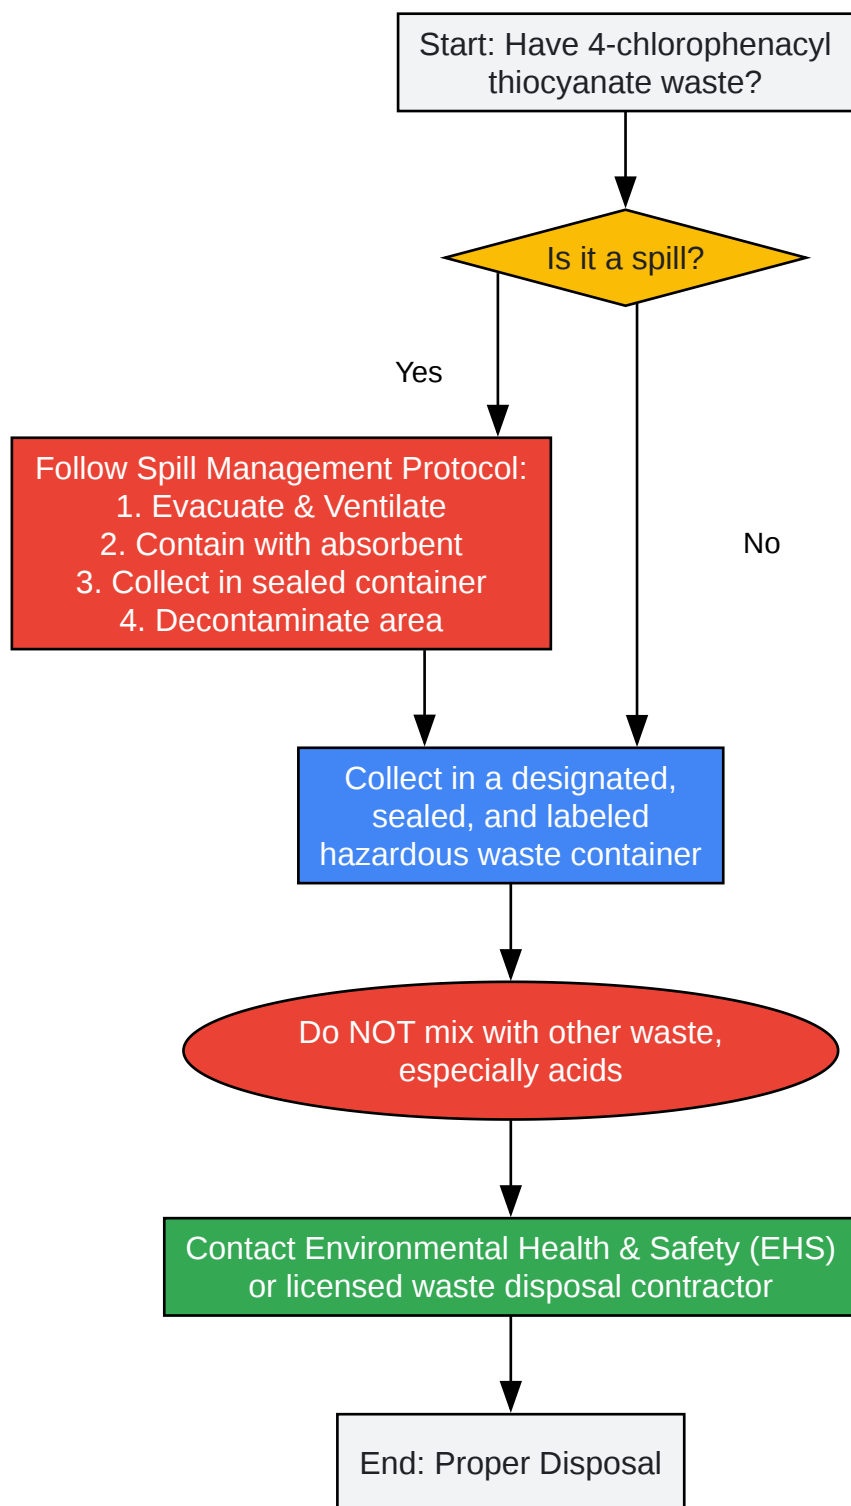 Start: Have 4-chlorophenacyl
thiocyanate waste?
Is it a spill?
Yes
Follow Spill Management Protocol:
1. Evacuate & Ventilate
2. Contain with absorbent
3. Collect in sealed container
4. Decontaminate area
No
Collect in a designated,
sealed, and labeled
hazardous waste container
Do NOT mix with other waste,
especially acids
Contact Environmental Health & Safety (EHS)
or licensed waste disposal contractor
End: Proper Disposal